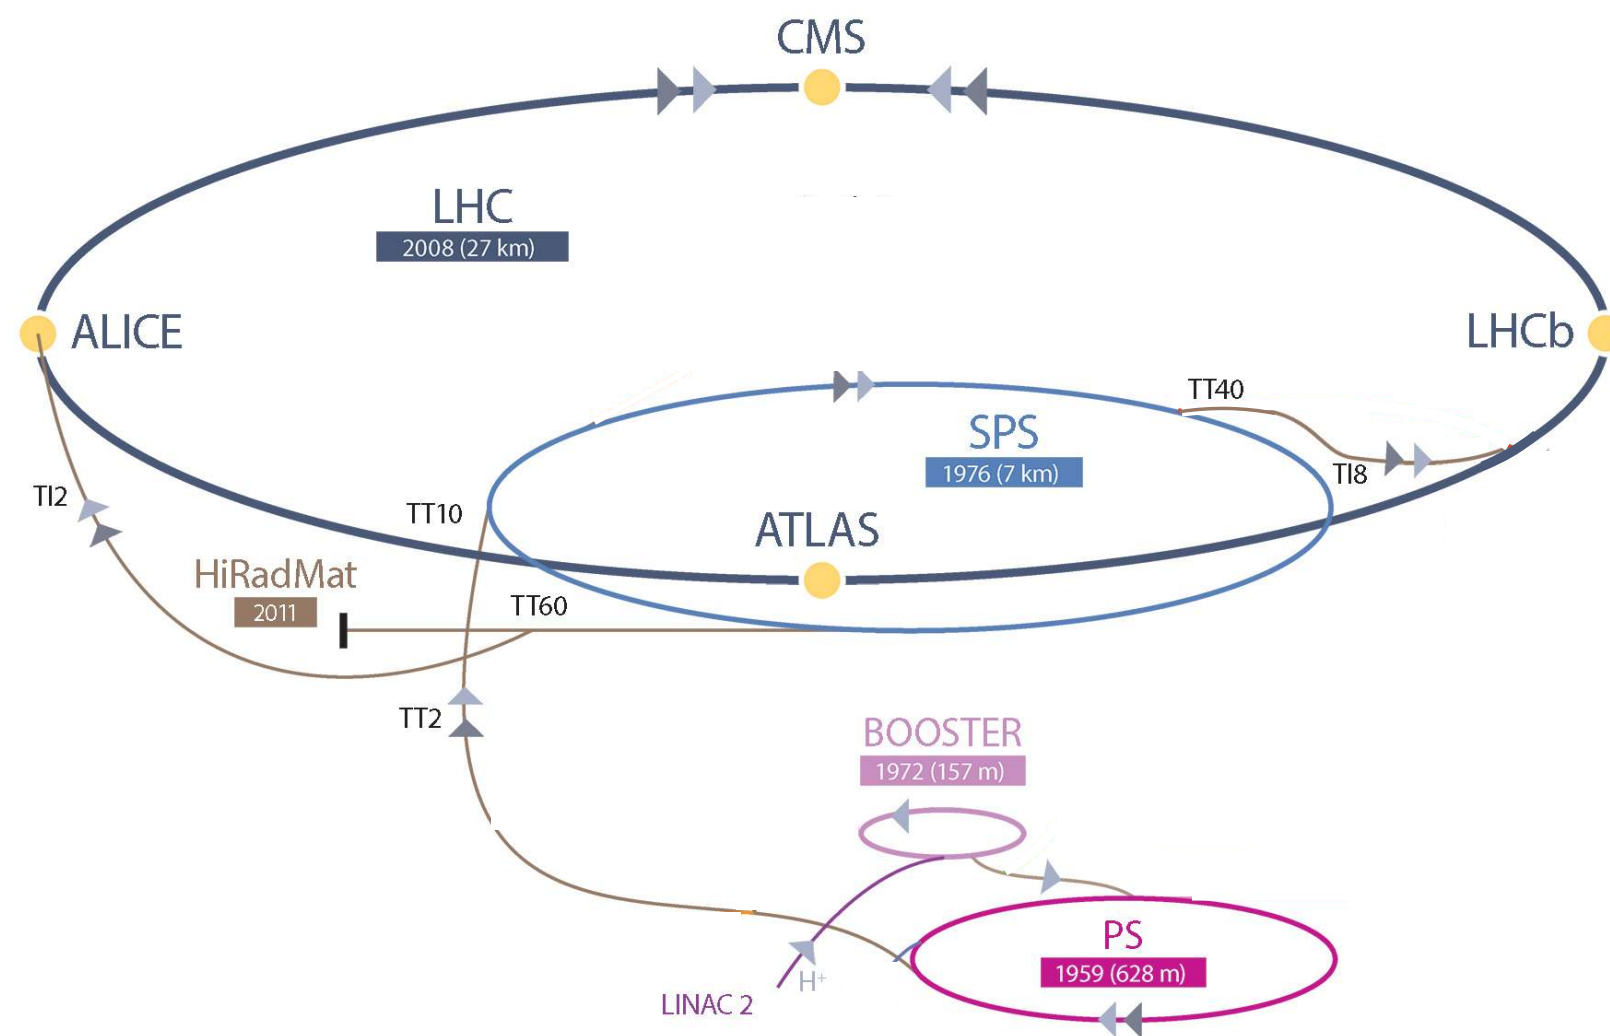 CMS
LHC
2008 (27 km)
ALICE
LHCb
TT40
SPS
1976 (7 km)
TI8
TI2
TT10
ATLAS
HiRadMat
2011
TT60
TT2
BOOSTER
1972 (157 m)
PS
1959 (628 m)
H⁺
LINAC 2